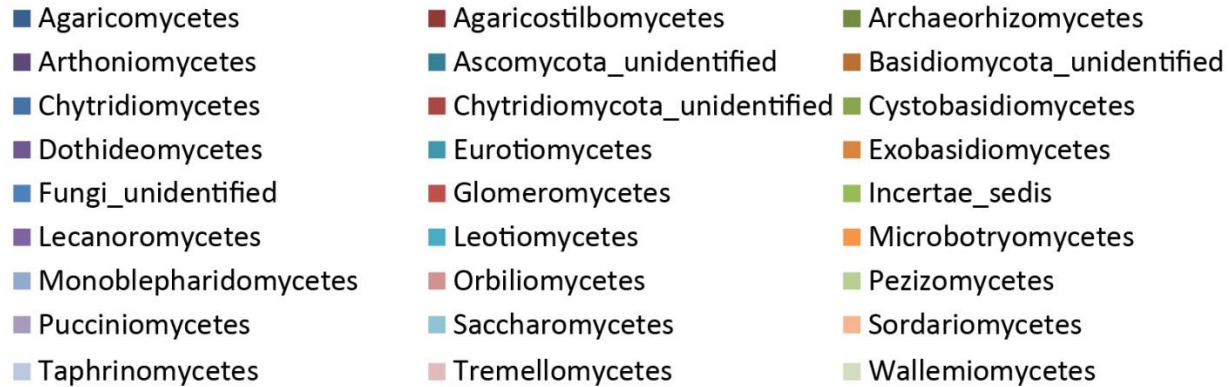 Agaricomycetes Agaricostilbomycetes Archaeorhizomycetes
Arthoniomycetes Ascomycota_unidentified Basidiomycota_unidentified
Chytridiomycetes Chytridiomycota_unidentified Cystobasidiomycetes
Dothideomycetes Eurotiomycetes Exobasidiomycetes
Fungi_unidentified Glomeromycetes Incertae_sedis
Lecanoromycetes Leotiomycetes Microbotryomycetes
Monoblepharidomycetes Orbiliomycetes Pezizomycetes
Pucciniomycetes Saccharomycetes Sordariomycetes
Taphrinomycetes Tremellomycetes Wallemiomycetes